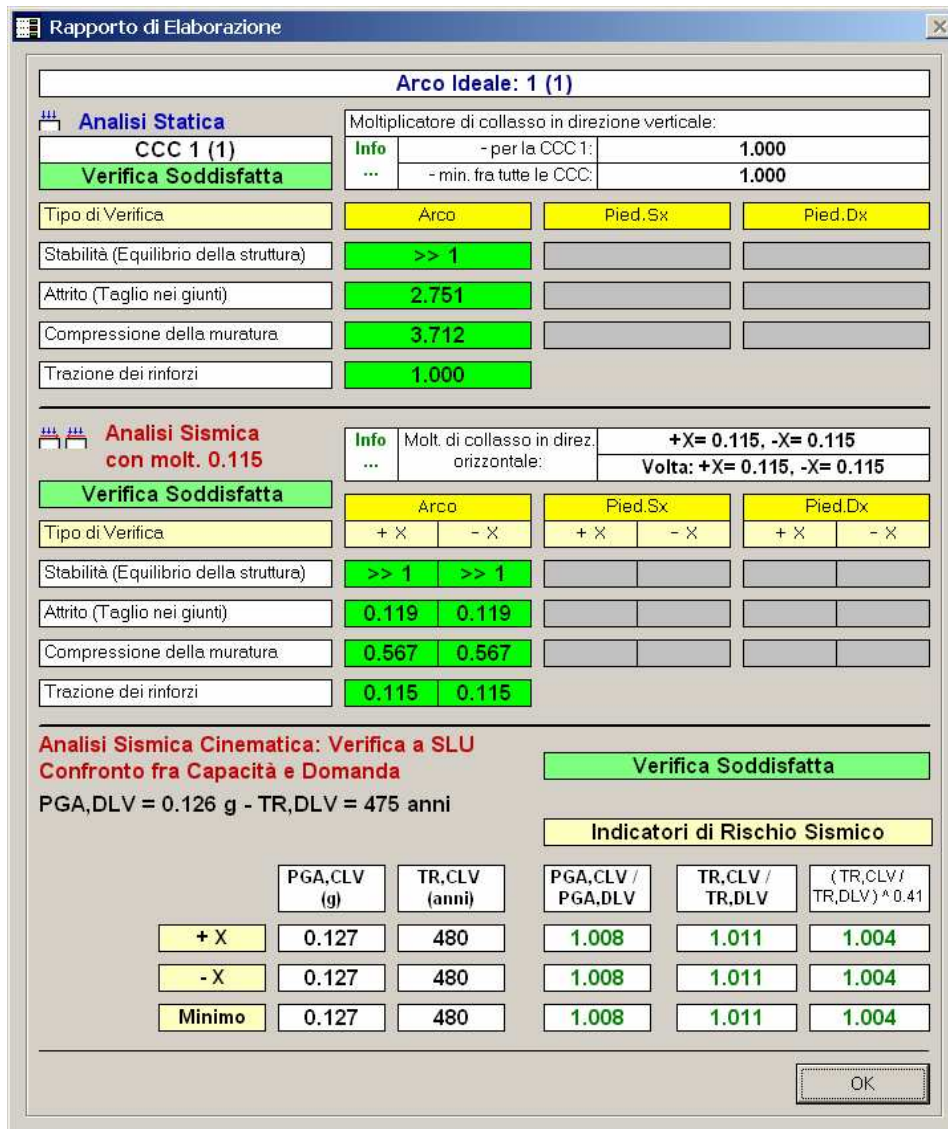 Rapporto di Elaborazione
Arco Ideale: 1 (1)
Analisi Statica
CCC 1 (1)
Verifica Soddisfatta
Moltiplicatore di collasso in direzione verticale:
Info ... - per la CCC 1: 1.000
- min. fra tutte le CCC: 1.000
Tipo di Verifica Arco Pied.Sx Pied.Dx
Stabilità (Equilibrio della struttura) >> 1
Attrito (Taglio nei giunti) 2.751
Compressione della muratura 3.712
Trazione dei rinforzi 1.000
Analisi Sismica
con molt. 0.115
Verifica Soddisfatta
Info ... Molt. di collasso in direz. orizzontale: +X= 0.115, -X= 0.115
Volta: +X= 0.115, -X= 0.115
Arco Pied.Sx Pied.Dx
Tipo di Verifica + X - X + X - X + X - X
Stabilità (Equilibrio della struttura) >> 1 >> 1
Attrito (Taglio nei giunti) 0.119 0.119
Compressione della muratura 0.567 0.567
Trazione dei rinforzi 0.115 0.115
Analisi Sismica Cinematica: Verifica a SLU
Confronto fra Capacità e Domanda
Verifica Soddisfatta
PGA,DLV = 0.126 g - TR,DLV = 475 anni
Indicatori di Rischio Sismico
PGA,CLV (g) TR,CLV (anni) PGA,CLV / PGA,DLV TR,CLV / TR,DLV (TR,CLV / TR,DLV) ^ 0.41
+ X 0.127 480 1.008 1.011 1.004
- X 0.127 480 1.008 1.011 1.004
Minimo 0.127 480 1.008 1.011 1.004
OK